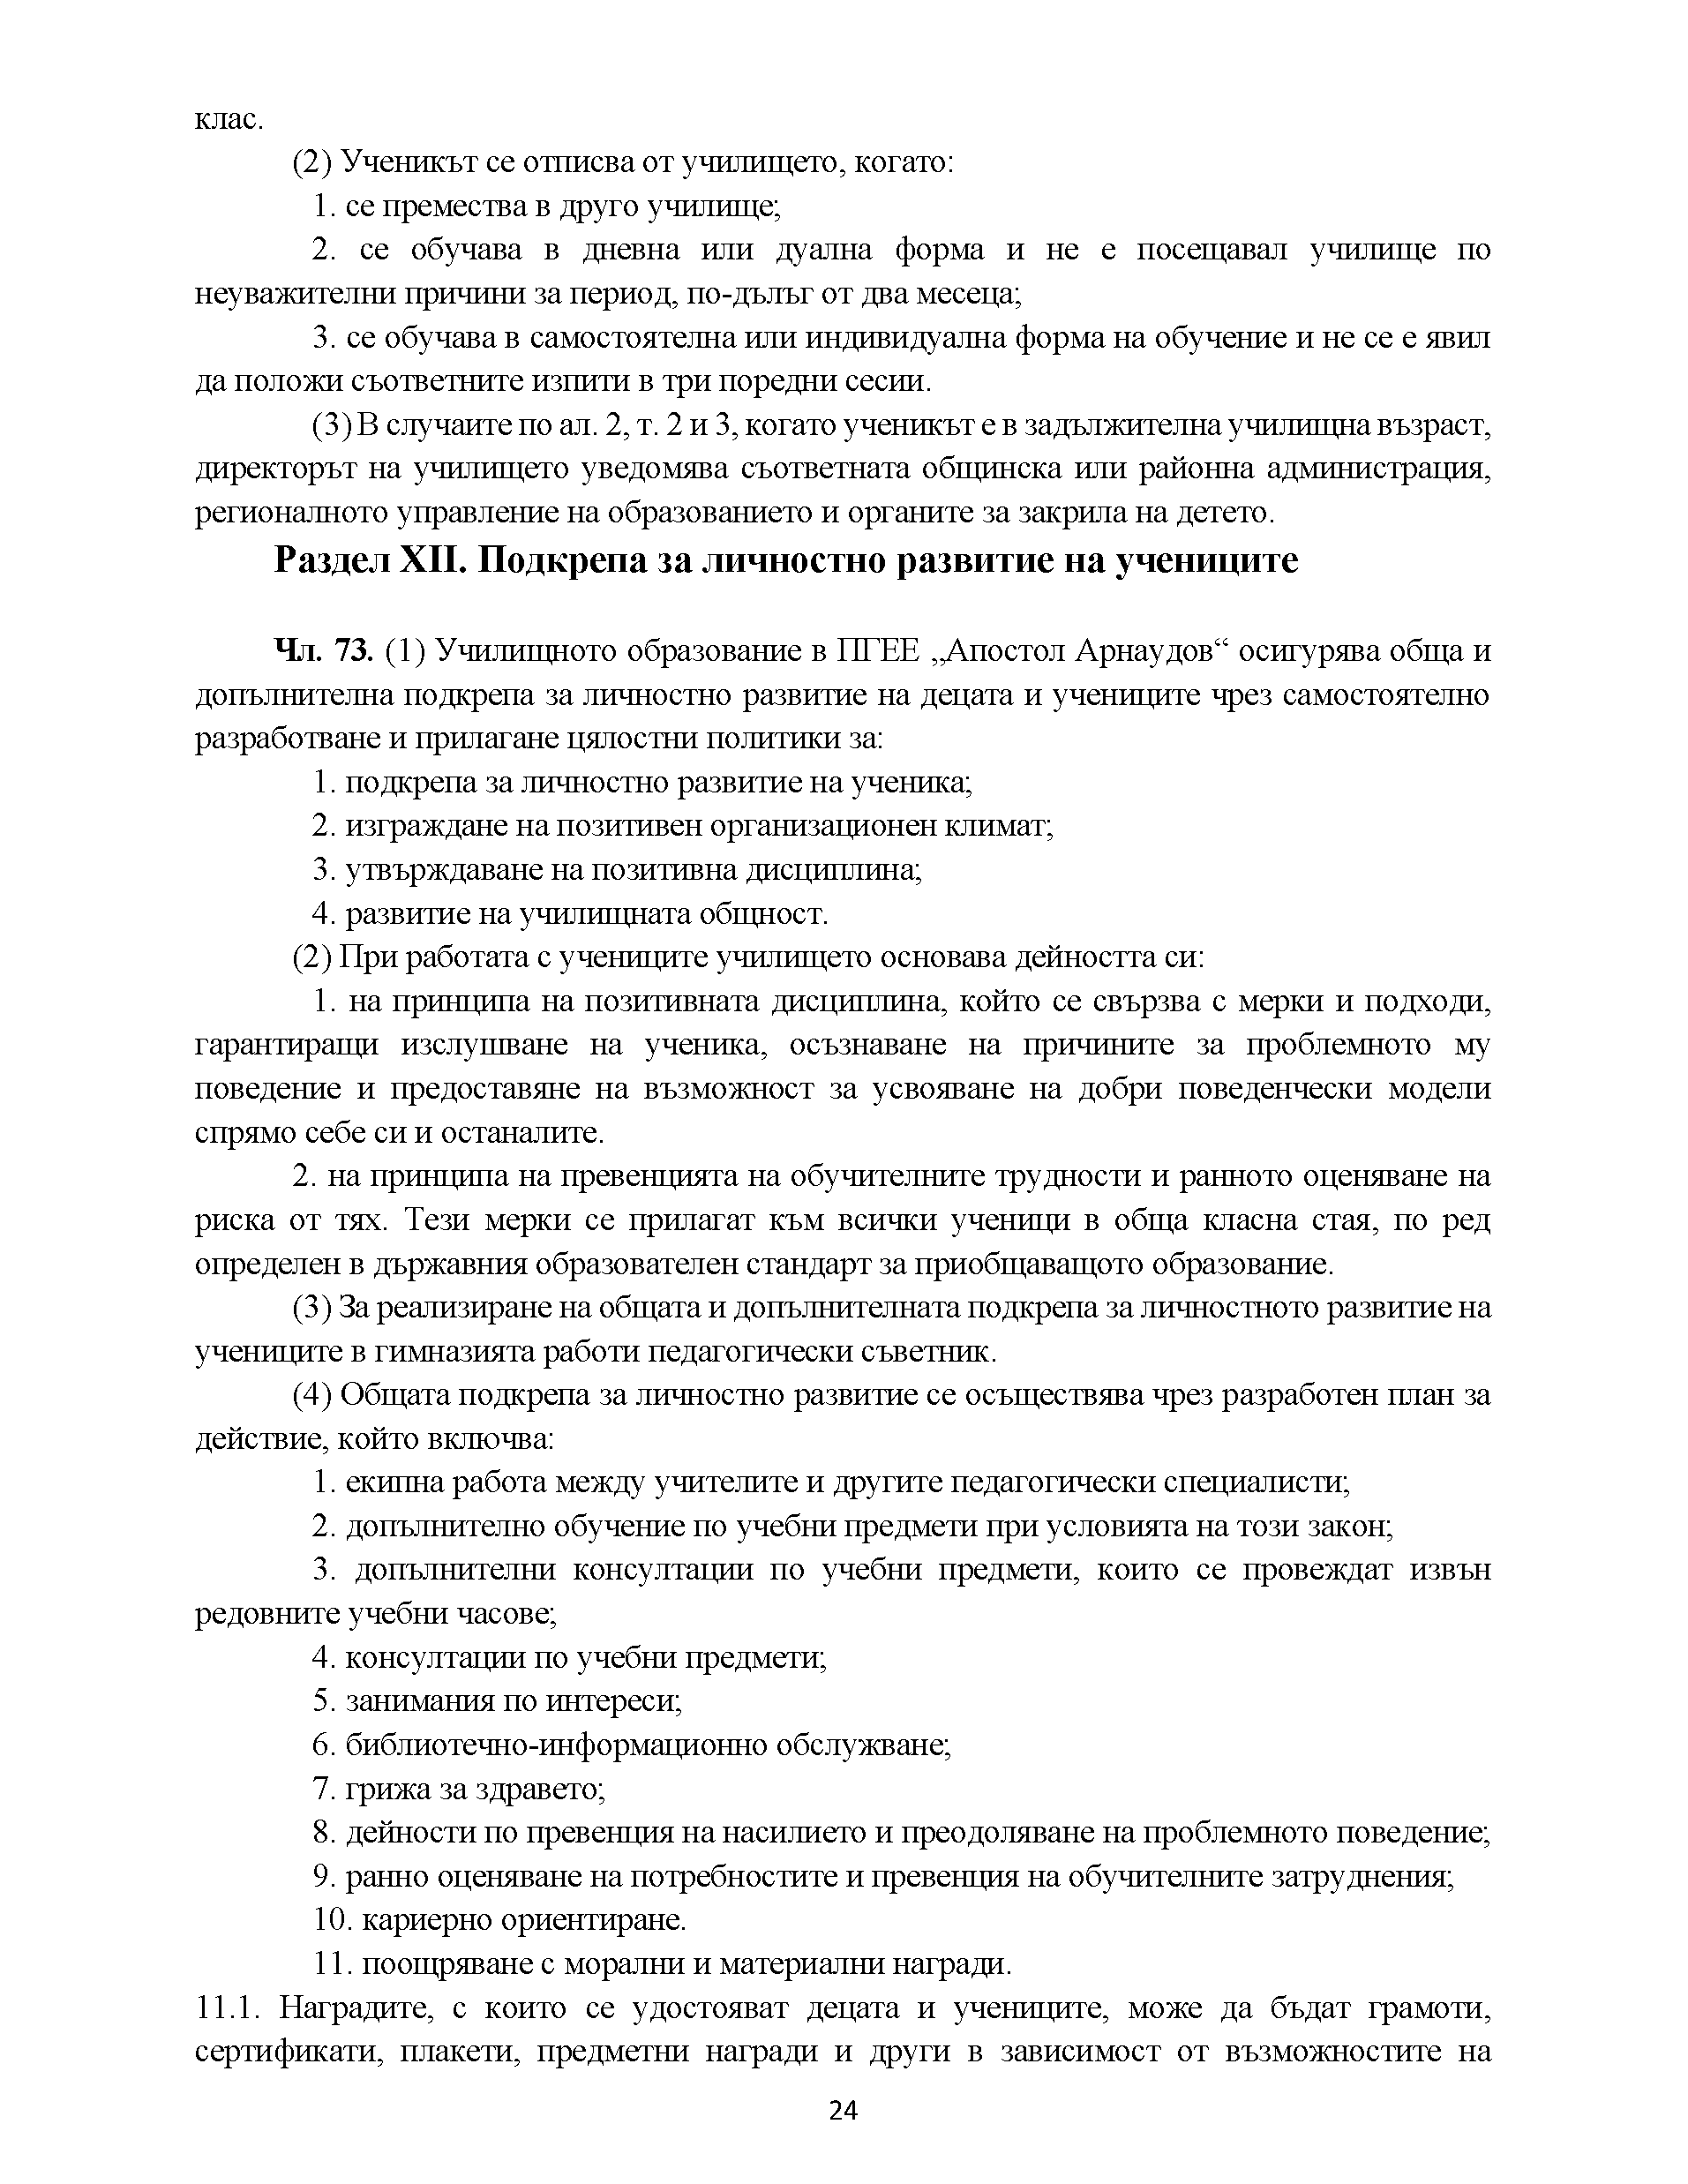 клас.
(2) Ученикът се отписва от училището, когато:
1. се премества в друго училище;
2. се обучава в дневна или дуална форма и не е посещавал училище по
неуважителни причини за период, по-дълъг от два месеца;
3. се обучава в самостоятелна или индивидуална форма на обучение и не се е явил
да положи съответните изпити в три поредни сесии.
(3) В случаите по ал. 2, т. 2 и 3, когато ученикът е в задължителна училищна възраст,
директорът на училището уведомява съответната общинска или районна администрация,
регионалното управление на образованието и органите за закрила на детето.
Раздел XII. Подкрепа за личностно развитие на учениците
Чл. 73. (1) Училищното образование в ПГЕЕ „Апостол Арнаудов“ осигурява обща и
допълнителна подкрепа за личностно развитие на децата и учениците чрез самостоятелно
разработване и прилагане цялостни политики за:
1. подкрепа за личностно развитие на ученика;
2. изграждане на позитивен организационен климат;
3. утвърждаване на позитивна дисциплина;
4. развитие на училищната общност.
(2) При работата с учениците училището основава дейността си:
1. на принципа на позитивната дисциплина, който се свързва с мерки и подходи,
гарантиращи изслушване на ученика, осъзнаване на причините за проблемното му
поведение и предоставяне на възможност за усвояване на добри поведенчески модели
спрямо себе си и останалите.
2. на принципа на превенцията на обучителните трудности и ранното оценяване на
риска от тях. Тези мерки се прилагат към всички ученици в обща класна стая, по ред
определен в държавния образователен стандарт за приобщаващото образование.
(3) За реализиране на общата и допълнителната подкрепа за личностното развитие на
учениците в гимназията работи педагогически съветник.
(4) Общата подкрепа за личностно развитие се осъществява чрез разработен план за
действие, който включва:
1. екипна работа между учителите и другите педагогически специалисти;
2. допълнително обучение по учебни предмети при условията на този закон;
3. допълнителни консултации по учебни предмети, които се провеждат извън
редовните учебни часове;
4. консултации по учебни предмети;
5. занимания по интереси;
6. библиотечно-информационно обслужване;
7. грижа за здравето;
8. дейности по превенция на насилието и преодоляване на проблемното поведение;
9. ранно оценяване на потребностите и превенция на обучителните затруднения;
10. кариерно ориентиране.
11. поощряване с морални и материални награди.
11.1. Наградите, с които се удостояват децата и учениците, може да бъдат грамоти,
сертификати, плакети, предметни награди и други в зависимост от възможностите на
24